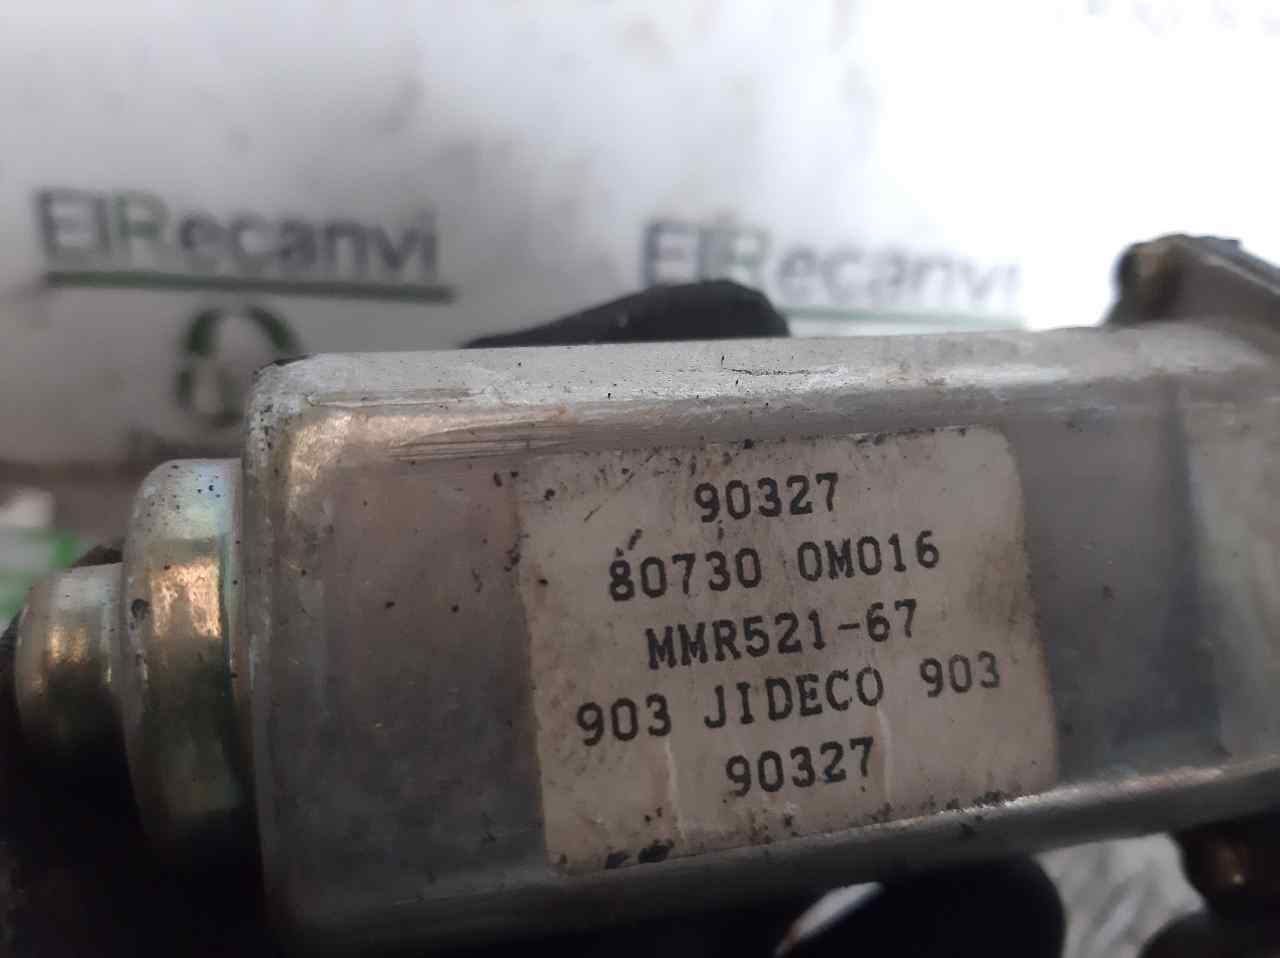 ElRecanvi
ElRecanvi
90327
80730 0M016
MMR521-67
903 JIDECO 903
90327